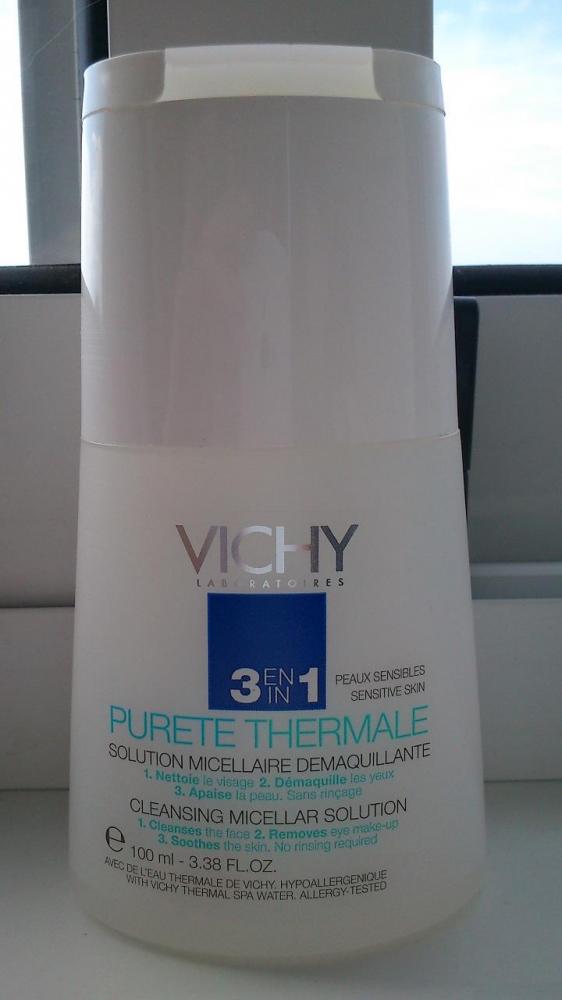 VICHY
LABORATOIRES
3 EN IN 1
PEAUX SENSIBLES
SENSITIVE SKIN
PURETE THERMALE
SOLUTION MICELLAIRE DEMAQUILLANTE
1. Nettoie le visage 2. Démaquille les yeux
3. Apaise la peau. Sans rinçage
CLEANSING MICELLAR SOLUTION
1. Cleanses the face 2. Removes eye make-up
3. Soothes the skin. No rinsing required
℮ 100 ml - 3.38 FL.OZ.
AVEC DE L'EAU THERMALE DE VICHY. HYPOALLERGENIQUE
WITH VICHY THERMAL SPA WATER. ALLERGY-TESTED